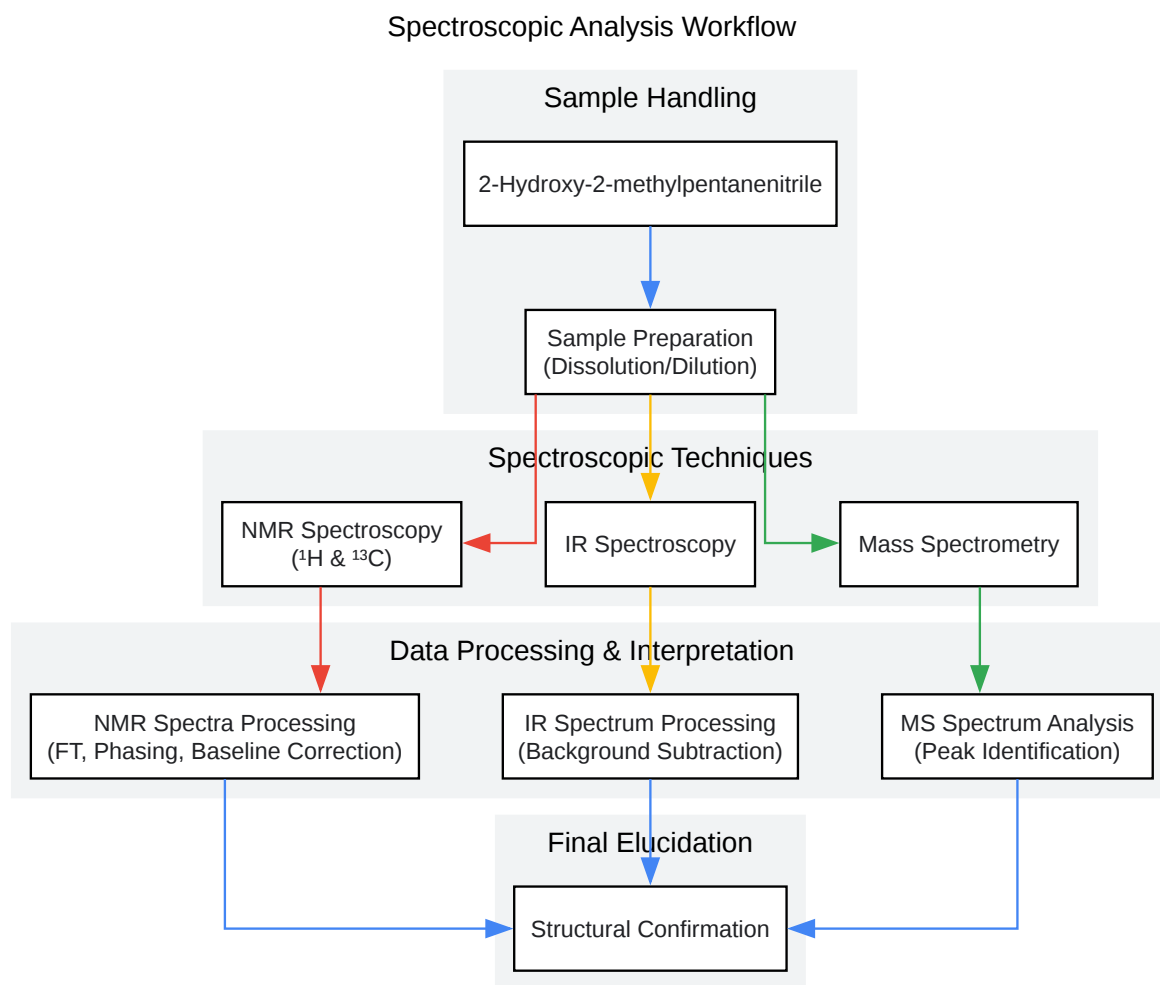 Spectroscopic Analysis Workflow
Sample Handling
2-Hydroxy-2-methylpentanenitrile
Sample Preparation
(Dissolution/Dilution)
Spectroscopic Techniques
NMR Spectroscopy
(¹H & ¹³C)
IR Spectroscopy
Mass Spectrometry
Data Processing & Interpretation
NMR Spectra Processing
(FT, Phasing, Baseline Correction)
IR Spectrum Processing
(Background Subtraction)
MS Spectrum Analysis
(Peak Identification)
Final Elucidation
Structural Confirmation